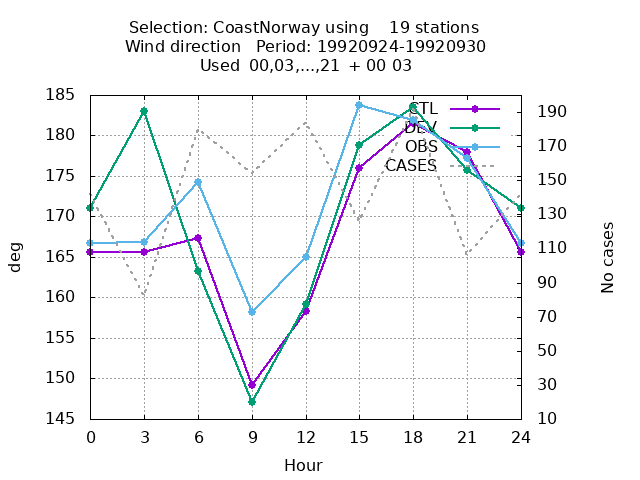 Selection: CoastNorway using    19 stations
Wind direction   Period: 19920924-19920930
Used  00,03,...,21  + 00 03
CTL
DEV
OBS
CASES
185
180
175
170
165
160
155
150
145
190
170
150
130
110
90
70
50
30
10
deg
No cases
0 3 6 9 12 15 18 21 24
Hour